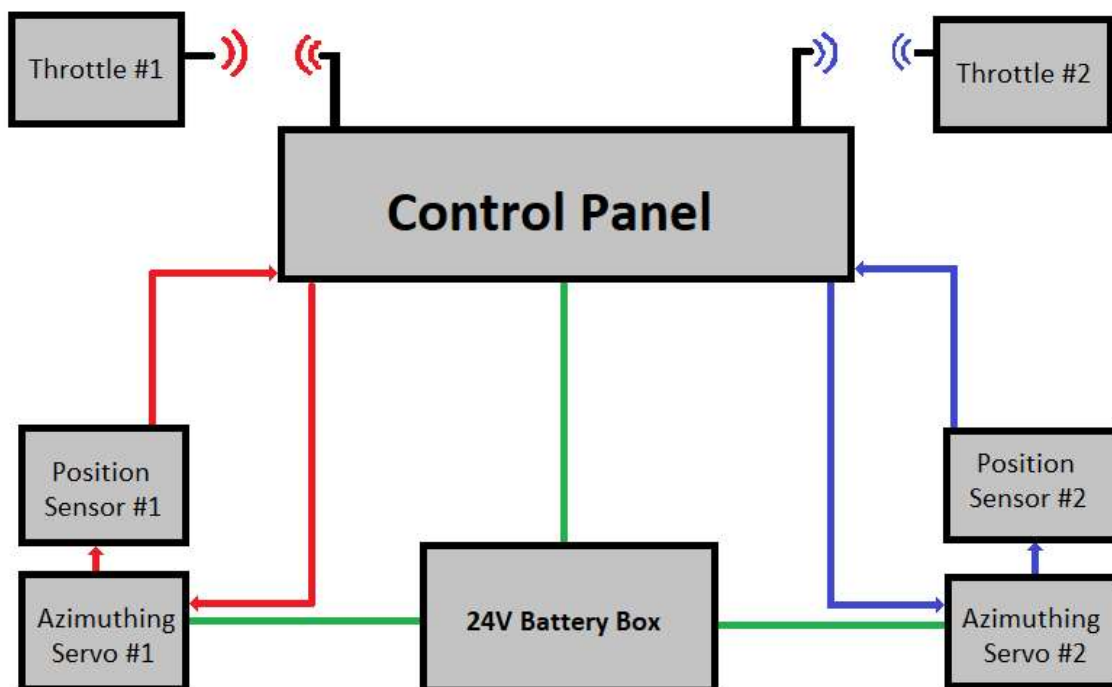 Throttle #1
Throttle #2
Control Panel
Position
Sensor #1
Position
Sensor #2
Azimuthing
Servo #1
24V Battery Box
Azimuthing
Servo #2